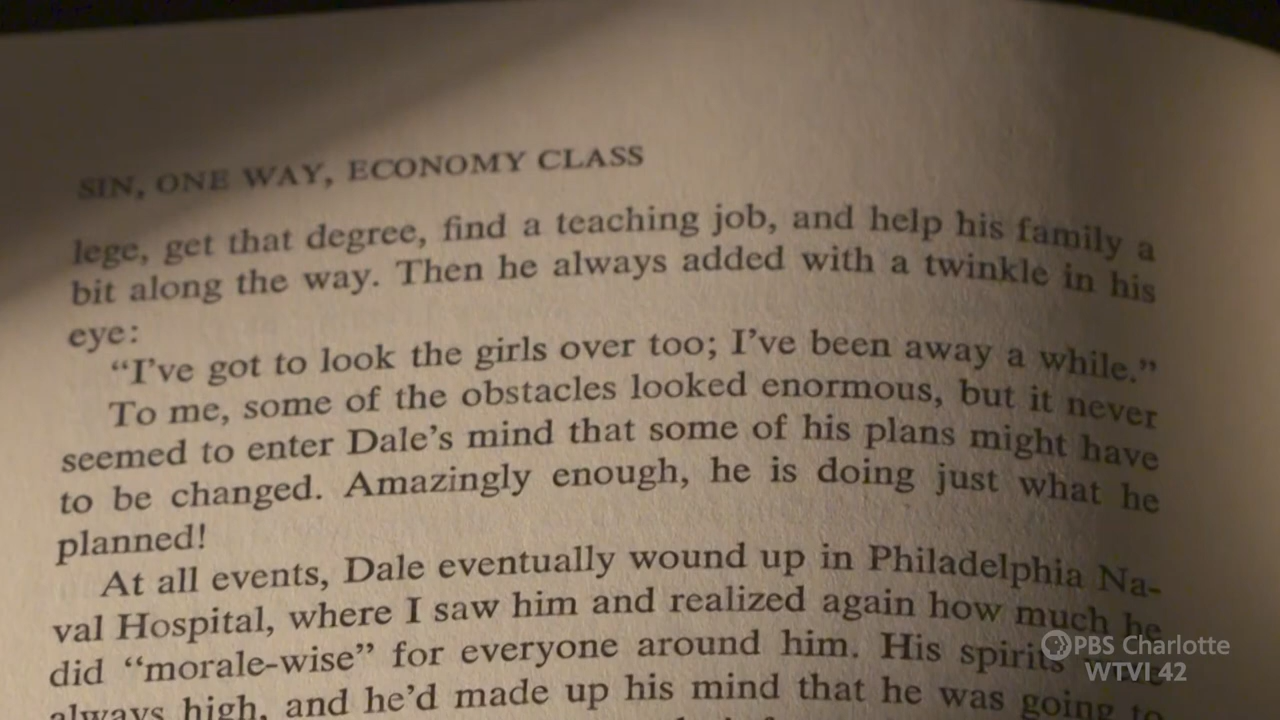 SIN, ONE WAY, ECONOMY CLASS
lege, get that degree, find a teaching job, and help his family a
bit along the way. Then he always added with a twinkle in his
eye:
“I’ve got to look the girls over too; I’ve been away a while.”
To me, some of the obstacles looked enormous, but it never
seemed to enter Dale’s mind that some of his plans might have
to be changed. Amazingly enough, he is doing just what he
planned!
At all events, Dale eventually wound up in Philadelphia Na-
val Hospital, where I saw him and realized again how much he
did “morale-wise” for everyone around him. His spirits
always high, and he’d made up his mind that he was going to
PBS Charlotte
WTVI 42